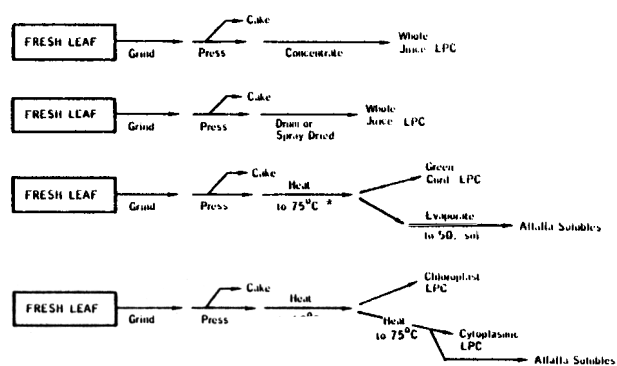 FRESH LEAF
Grind
Press
Cake
Concentrate
Whole
Juice LPC
FRESH LEAF
Grind
Press
Cake
Drum or
Spray Dried
Whole
Juice LPC
FRESH LEAF
Grind
Press
Cake
Heat
to 75°C *
Green
Curd LPC
Evaporate
to 50
Alfalfa Solubles
FRESH LEAF
Grind
Press
Cake
Heat
Chloroplast
LPC
Heat
to 75°C
Cytoplasmic
LPC
Alfalfa Solubles